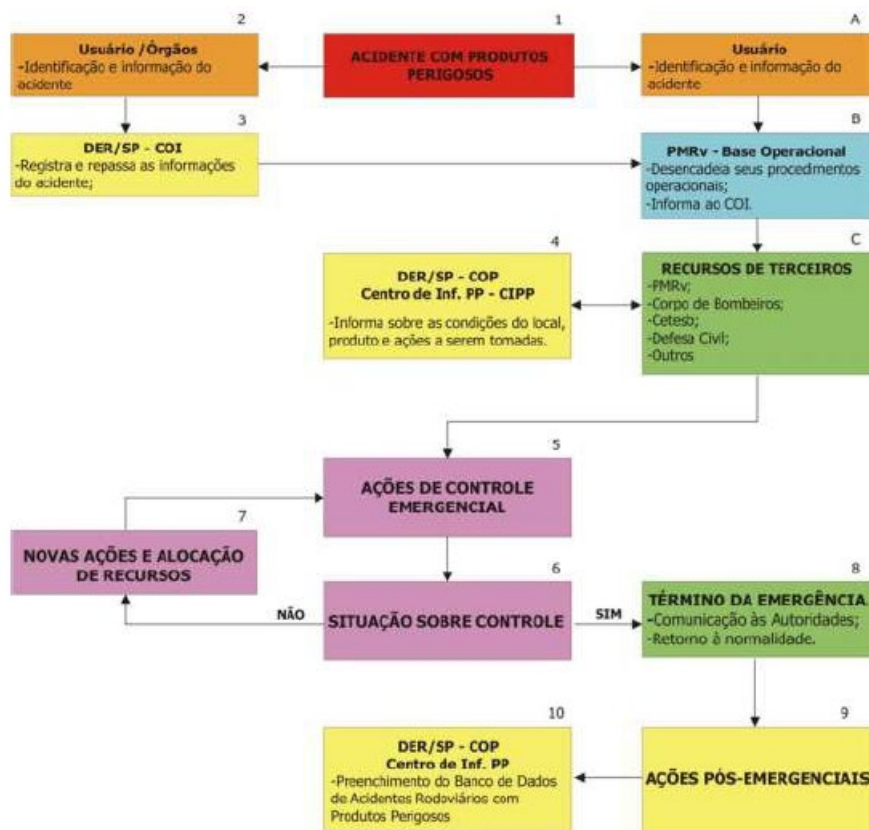 2
Usuário /Órgãos
-Identificação e informação do
acidente
1
ACIDENTE COM PRODUTOS
PERIGOSOS
A
Usuário
-Identificação e informação do
acidente
3
DER/SP - COI
-Registra e repassa as informações
do acidente;
B
PMRv - Base Operacional
-Desencadeia seus procedimentos
operacionais;
-Informa ao COI.
4
DER/SP - COP
Centro de Inf. PP - CIPP
-Informa sobre as condições do local,
produto e ações a serem tomadas.
C
RECURSOS DE TERCEIROS
-PMRv;
-Corpo de Bombeiros;
-Cetesb;
-Defesa Civil;
-Outros
5
AÇÕES DE CONTROLE
EMERGENCIAL
7
NOVAS AÇÕES E ALOCAÇÃO
DE RECURSOS
6
SITUAÇÃO SOBRE CONTROLE
NÃO
SIM
8
TÉRMINO DA EMERGÊNCIA
-Comunicação às Autoridades;
-Retorno à normalidade.
10
DER/SP - COP
Centro de Inf. PP
-Preenchimento do Banco de Dados
de Acidentes Rodoviários com
Produtos Perigosos
9
AÇÕES PÓS-EMERGENCIAIS